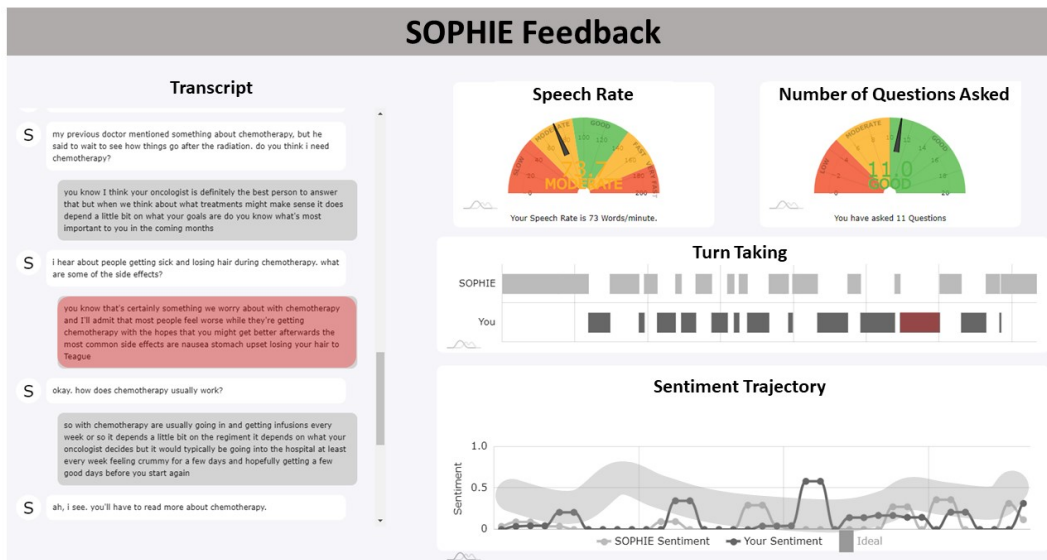 SOPHIE Feedback
Transcript
S
my previous doctor mentioned something about chemotherapy, but he
said to wait to see how things go after the radiation. do you think i need
chemotherapy?
you know I think your oncologist is definitely the best person to answer
that but when we think about what treatments might make sense it does
depend a little bit on what your goals are do you know what's most
important to you in the coming months
S
i hear about people getting sick and losing hair during chemotherapy. what
are some of the side effects?
you know that's certainly something we worry about with chemotherapy
and I'll admit that most people feel worse while they're getting
chemotherapy with the hopes that you might get better afterwards the
most common side effects are nausea stomach upset losing your hair to
Teague
S
okay. how does chemotherapy usually work?
so with chemotherapy are usually going in and getting infusions every
week or so it depends a little bit on the regiment it depends on what your
oncologist decides but it would typically be going into the hospital at least
every week feeling crummy for a few days and hopefully getting a few
good days before you start again
S
ah, i see. you'll have to read more about chemotherapy.
Speech Rate
SLOW
MODERATE
GOOD
FAST
VERY FAST
MODERATE
Your Speech Rate is 73 Words/minute.
Number of Questions Asked
LOW
MODERATE
GOOD
11.0
GOOD
You have asked 11 Questions
Turn Taking
SOPHIE
You
Sentiment Trajectory
Sentiment
1.0
0.5
0
SOPHIE Sentiment
Your Sentiment
Ideal